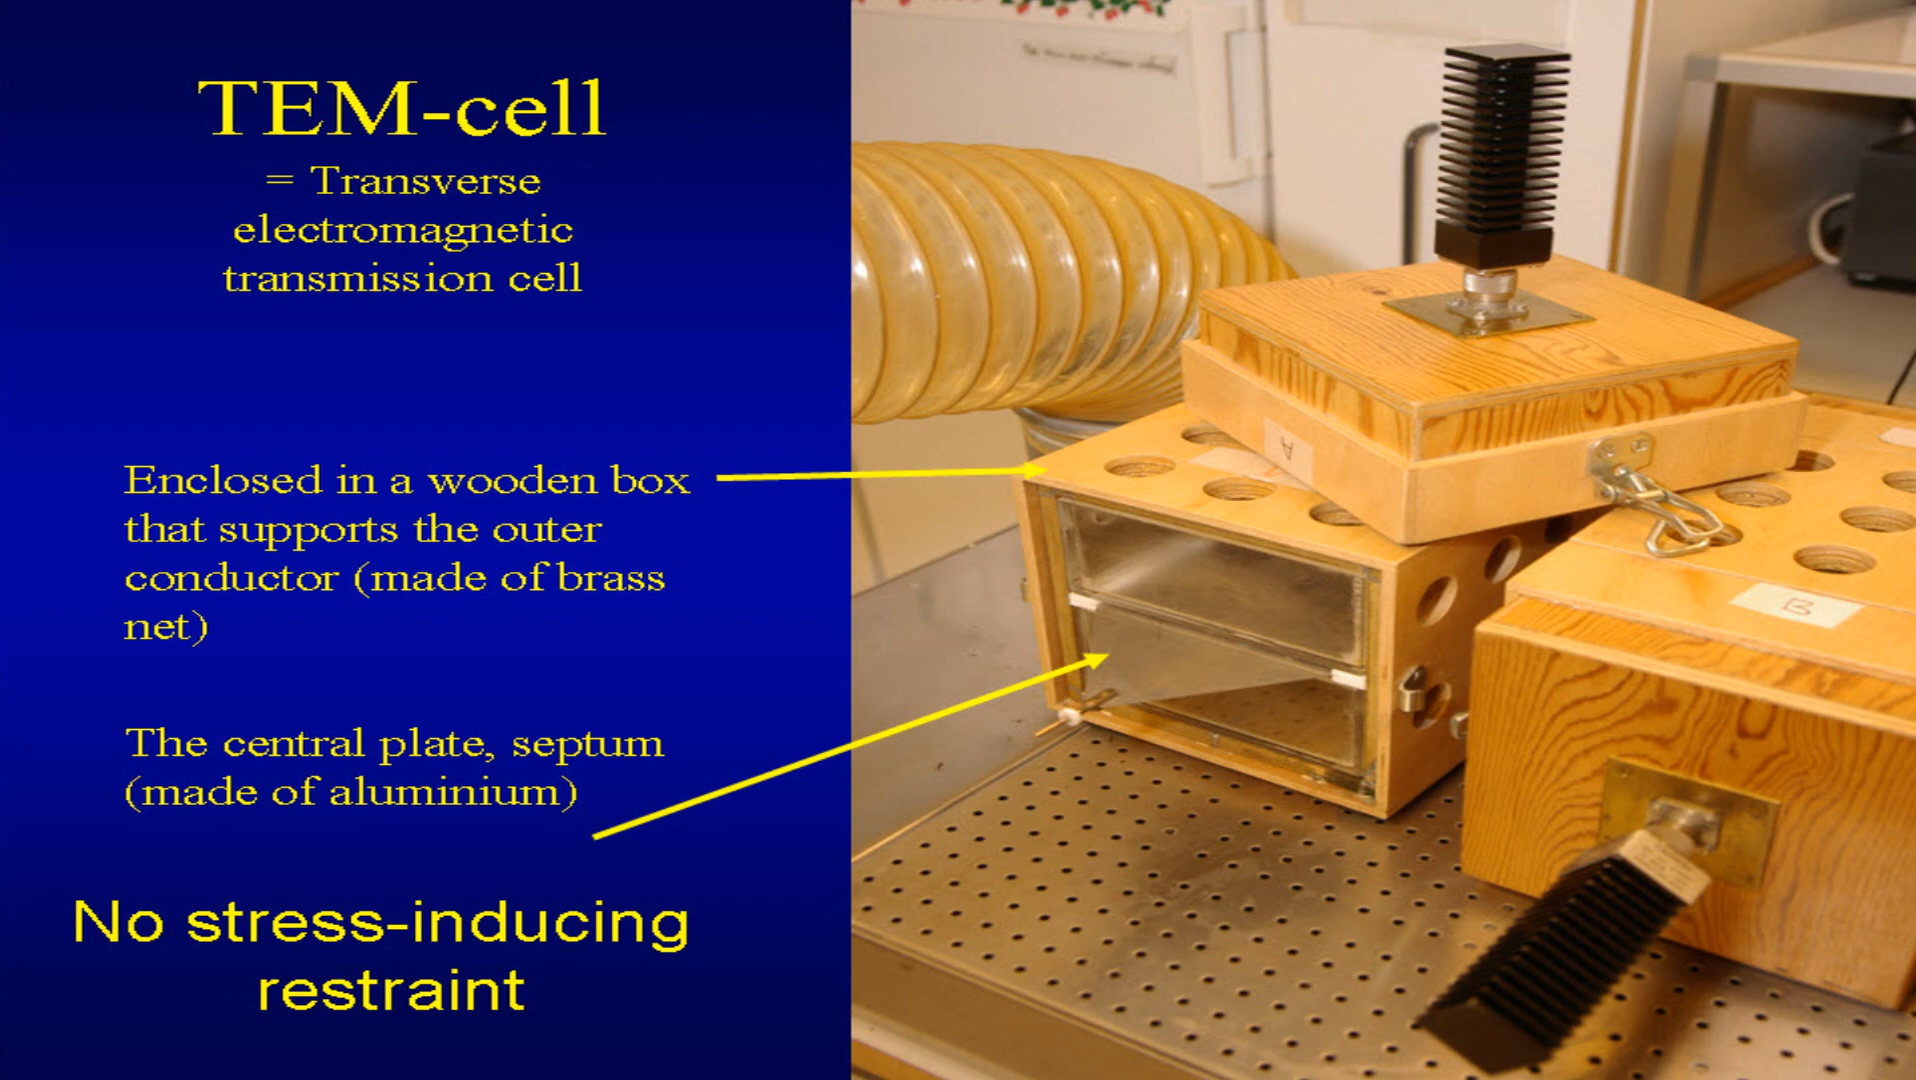 TEM-cell
= Transverse
electromagnetic
transmission cell
Enclosed in a wooden box
that supports the outer
conductor (made of brass
net)
The central plate, septum
(made of aluminium)
No stress-inducing
restraint
A
B